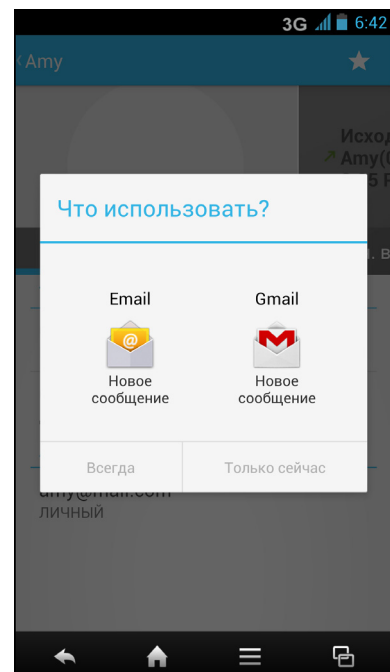 3G 6:42
Amy
Что использовать?
Email
Gmail
Новое
сообщение
Новое
сообщение
Всегда
Только сейчас
amy@mail.com
ЛИЧНЫЙ